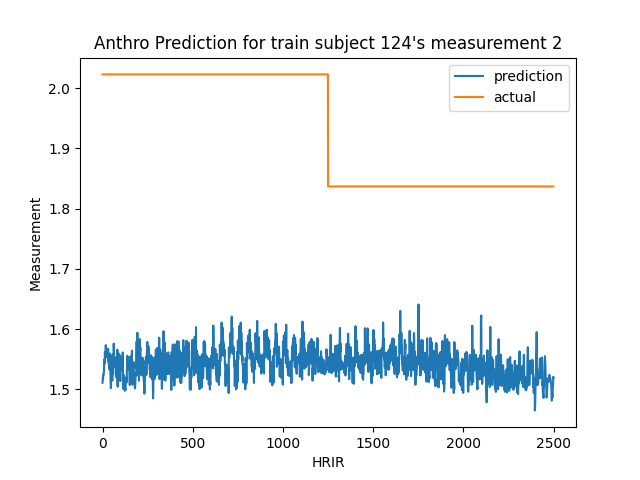 Anthro Prediction for train subject 124's measurement 2
prediction
actual
Measurement
2.0
1.9
1.8
1.7
1.6
1.5
0
500
1000
1500
2000
2500
HRIR